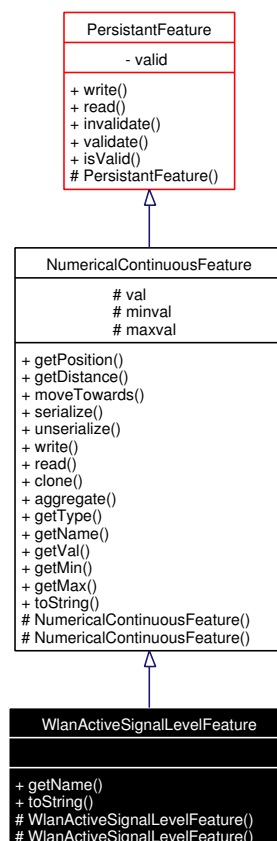 PersistantFeature
- valid
+ write()
+ read()
+ invalidate()
+ validate()
+ isValid()
# PersistantFeature()
NumericalContinuousFeature
# val
# minval
# maxval
+ getPosition()
+ getDistance()
+ moveTowards()
+ serialize()
+ unserialize()
+ write()
+ read()
+ clone()
+ aggregate()
+ getType()
+ getName()
+ getVal()
+ getMin()
+ getMax()
+ toString()
# NumericalContinuousFeature()
# NumericalContinuousFeature()
WlanActiveSignalLevelFeature
+ getName()
+ toString()
# WlanActiveSignalLevelFeature()
# WlanActiveSignalLevelFeature()